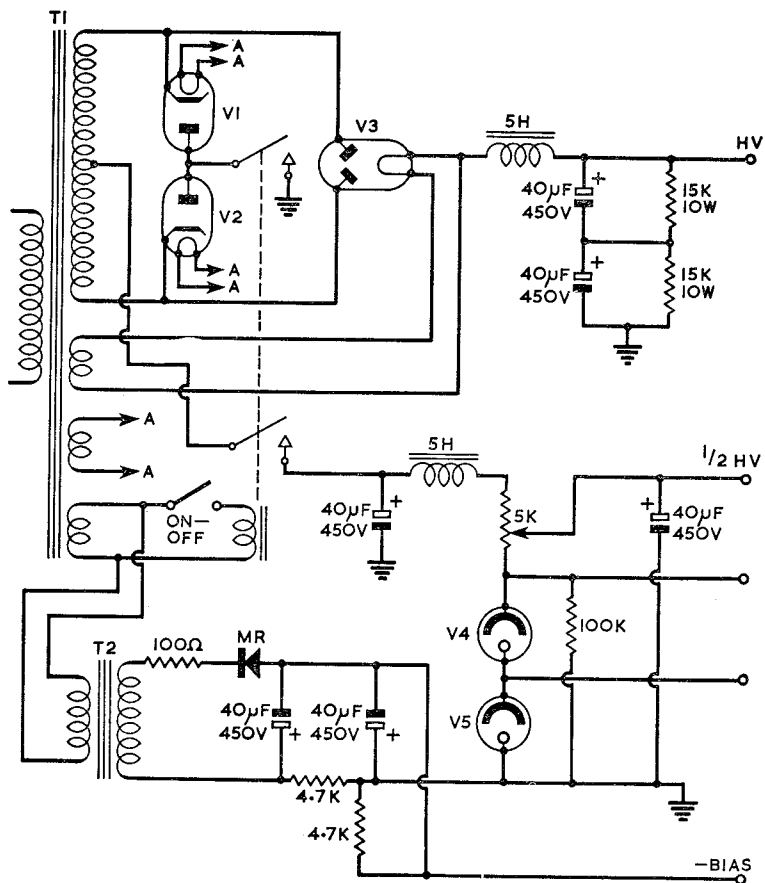 T1
A
A
V1
V2
A
A
V3
5H
HV
40µF
450V
+
15K
10W
40µF
450V
+
15K
10W
A
A
ON–
OFF
5H
1/2 HV
40µF
450V
+
5K
+
40µF
450V
V4
100K
V5
T2
100Ω
MR
40µF
450V
+
40µF
450V
+
4.7K
4.7K
–BIAS